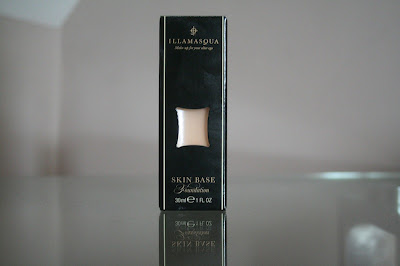 ILLAMASQUA
Make-up for your alter ego
SKIN BASE
Foundation
30ml ℮ 1 FL OZ